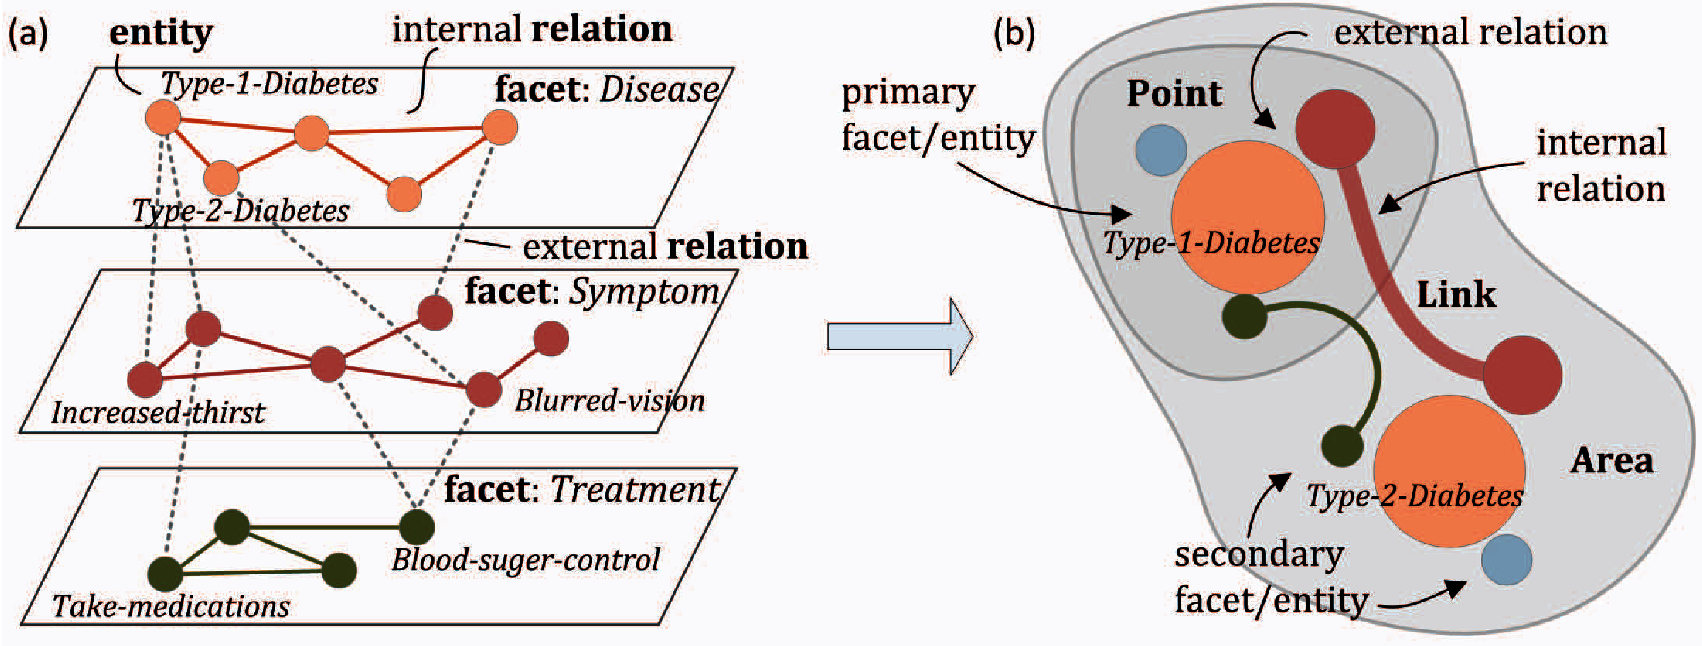 (a)
entity
internal relation
Type-1-Diabetes
facet: Disease
Type-2-Diabetes
external relation
facet: Symptom
Increased-thirst
Blurred-vision
facet: Treatment
Blood-suger-control
Take-medications
(b)
external relation
primary
facet/entity
Point
internal
relation
Type-1-Diabetes
Link
Area
Type-2-Diabetes
secondary
facet/entity